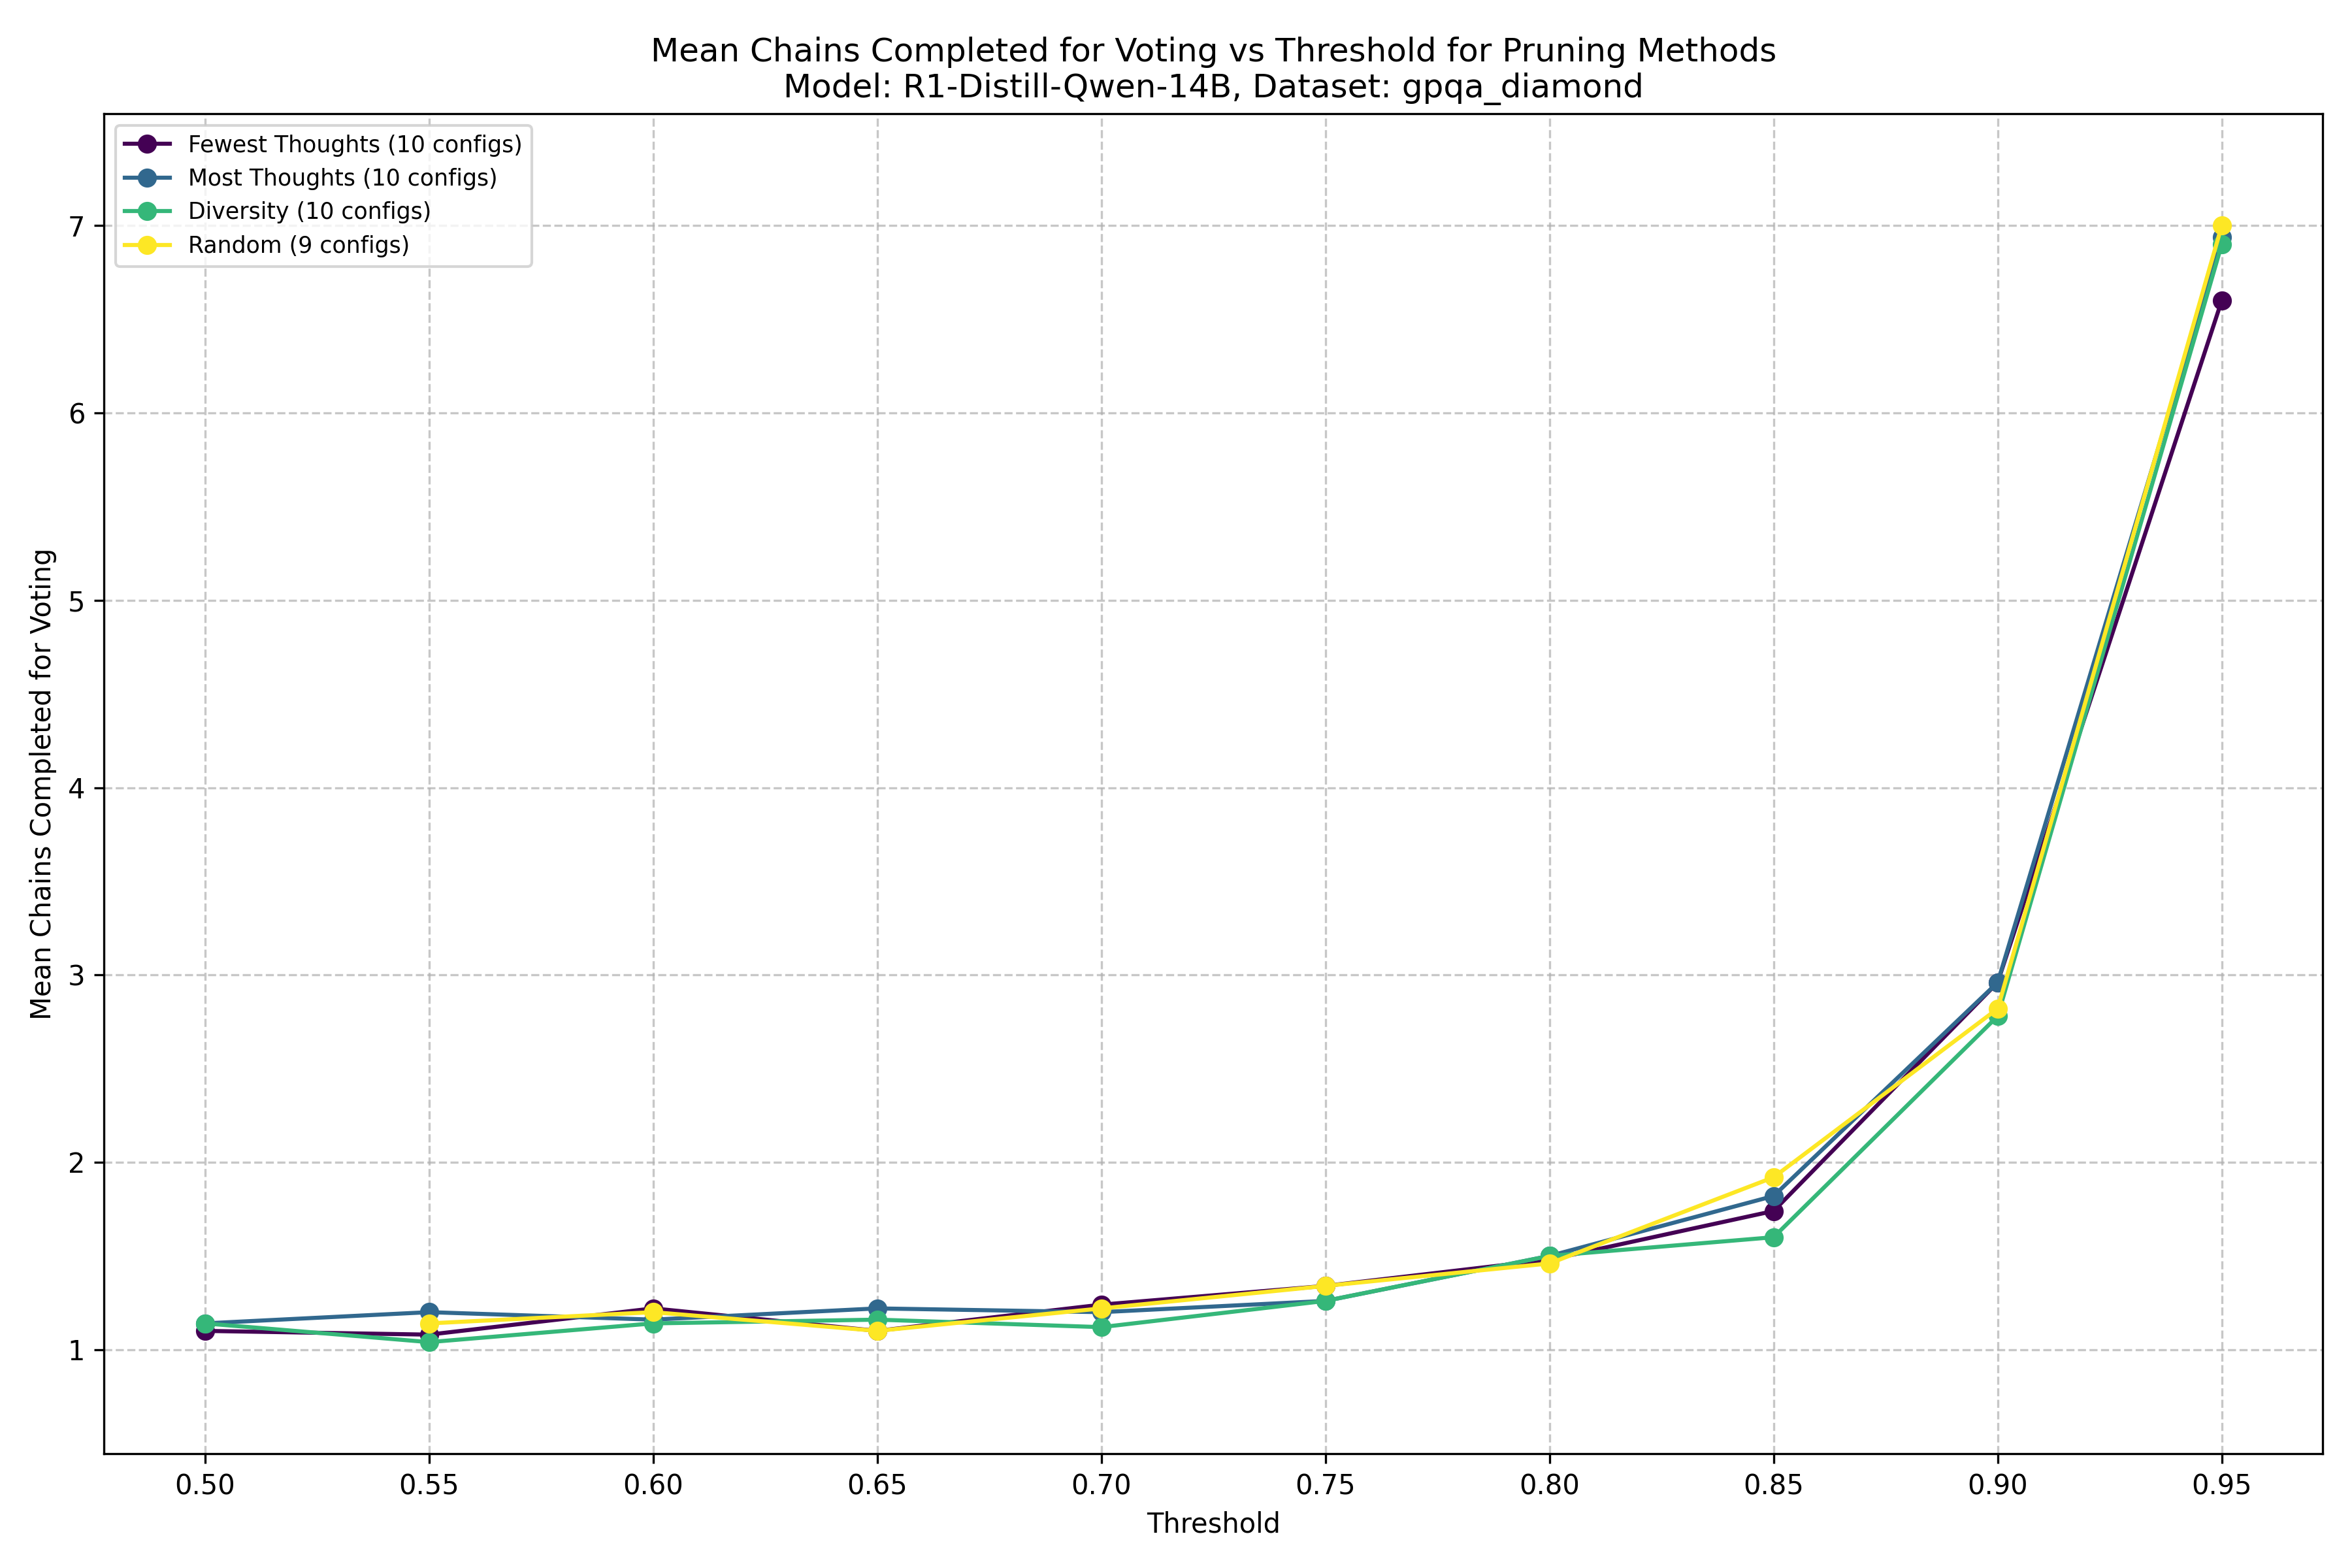 Mean Chains Completed for Voting vs Threshold for Pruning Methods
Model: R1-Distill-Qwen-14B, Dataset: gpqa_diamond
Fewest Thoughts (10 configs)
Most Thoughts (10 configs)
Diversity (10 configs)
Random (9 configs)
Mean Chains Completed for Voting
7
6
5
4
3
2
1
0.50 0.55 0.60 0.65 0.70 0.75 0.80 0.85 0.90 0.95
Threshold